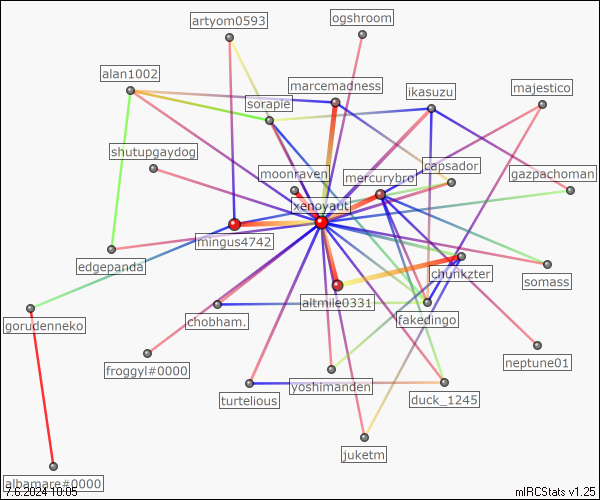 artyom0593
ogshroom
alan1002
marcemadness
ikasuzu
majestico
sorapie
shutupgaydog
moonraven
mercurybro
capsador
gazpachoman
xenoyaut
mingus4742
edgepanda
chunkzter
somass
altmile0331
gorudenneko
chobham.
fakedingo
froggyl#0000
neptune01
yoshimanden
turtelious
duck_1245
juketm
albamare#0000
7.6.2024 10:05
mIRCStats v1.25